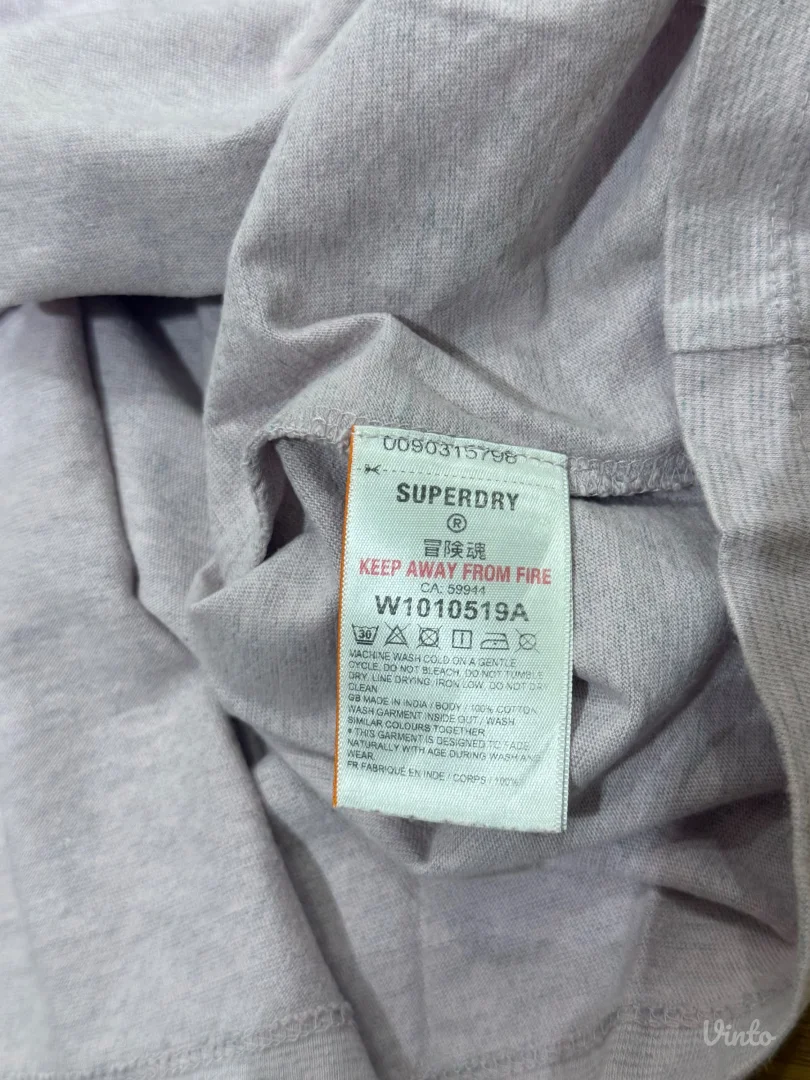 0090315798
SUPERDRY
®
冒険魂
KEEP AWAY FROM FIRE
CA: 59944
W1010519A
30
MACHINE WASH COLD ON A GENTLE
CYCLE, DO NOT BLEACH, DO NOT TUMBLE
DRY, LINE DRYING, IRON LOW, DO NOT DRY
CLEAN
GB MADE IN INDIA / BODY / 100% COTTON
WASH GARMENT INSIDE OUT / WASH
SIMILAR COLOURS TOGETHER
* THIS GARMENT IS DESIGNED TO FADE
NATURALLY WITH AGE DURING WASH AND
WEAR.
FR FABRIQUÉ EN INDE / CORPS / 100%
Vinto